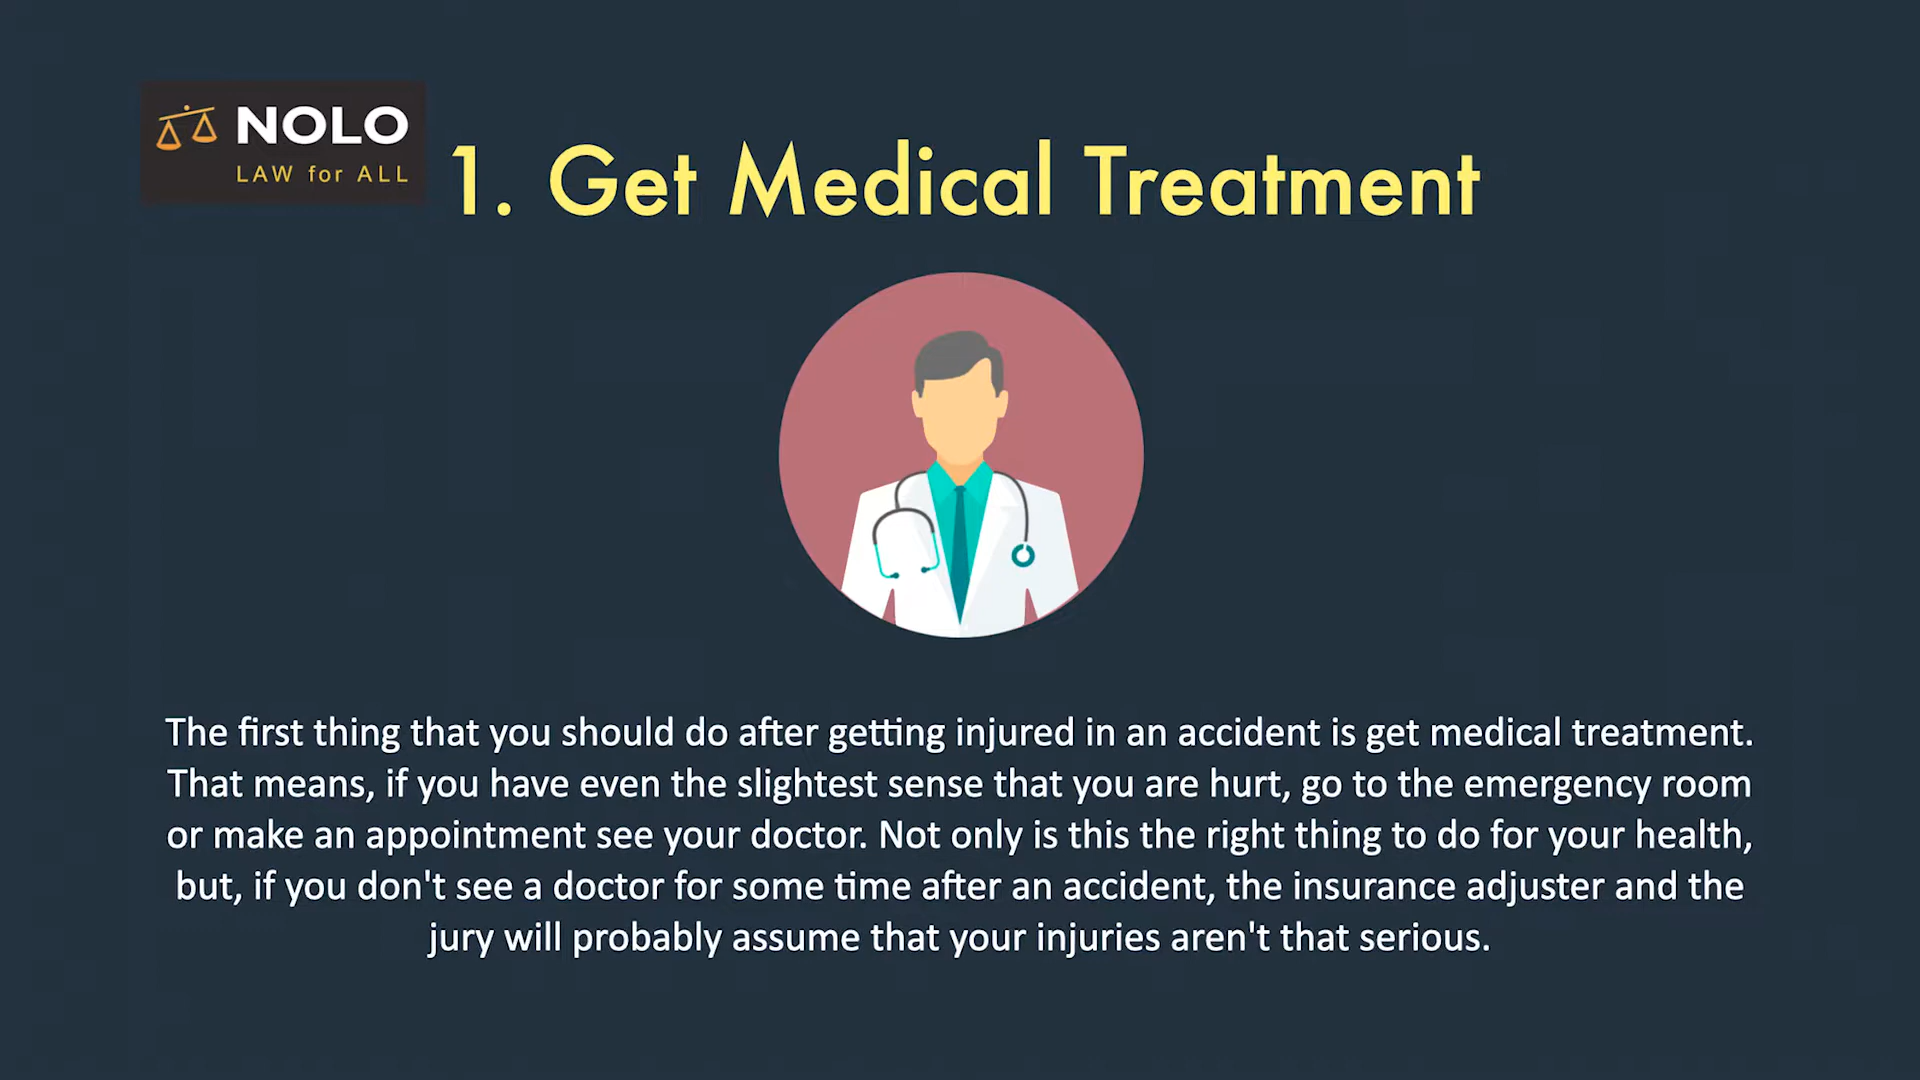 NOLO
LAW for ALL
1. Get Medical Treatment
The first thing that you should do after getting injured in an accident is get medical treatment.
That means, if you have even the slightest sense that you are hurt, go to the emergency room
or make an appointment see your doctor. Not only is this the right thing to do for your health,
but, if you don't see a doctor for some time after an accident, the insurance adjuster and the
jury will probably assume that your injuries aren't that serious.